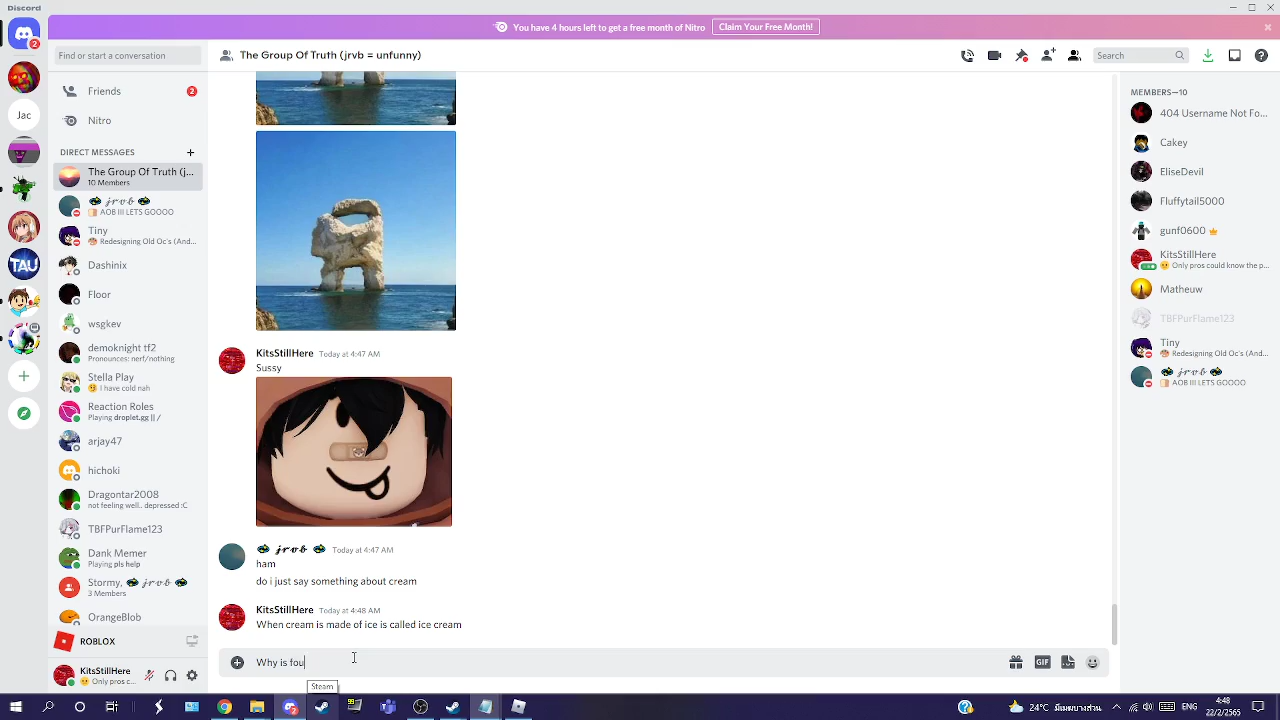 Discord
You have 4 hours left to get a free month of Nitro
Claim Your Free Month!
2
Find or start a conversation
The Group Of Truth (jrvb = unfunny)
Search
Friends
2
Nitro
DIRECT MESSAGES
The Group Of Truth (j...
10 Members
𝓳𝓻𝓿𝓫
AOB III LETS GOOOO
Tiny
Redesigning Old Oc's (And...
Dashinix
Floor
wsgkev
demoknight tf2
announces: nerf/nothing
Stella Play
I have cold nah
Reaction Roles
Playing droplet.gg || /
arjay47
hichoki
Dragontar2008
not feeling well.. depressed :C
TBFPurFlame123
Dank Memer
Playing pls help
Stormy, 𝓳𝓻𝓿𝓫
3 Members
OrangeBlob
ROBLOX
KitsStillHere
Only pros c...
Jac
TAU
KitsStillHere Today at 4:47 AM
Sussy
𝓳𝓻𝓿𝓫 Today at 4:47 AM
ham
do i just say something about cream
KitsStillHere Today at 4:48 AM
When cream is made of ice is called ice cream
Why is fou
GIF
Steam
MEMBERS—10
404 Username Not Fo...
Cakey
EliseDevil
Fluffytail5000
gunf0600
KitsStillHere
Only pros could know the p...
Matheuw
TBFPurFlame123
Tiny
Redesigning Old Oc's (And...
𝓳𝓻𝓿𝓫
AOB III LETS GOOOO
24°C
4:48
22/2/2565